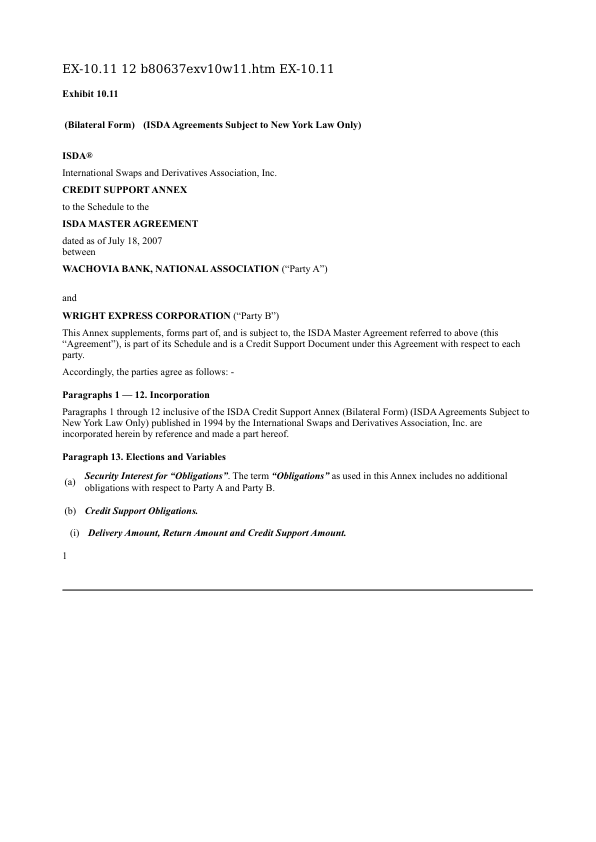 EX-10.11 12 b80637exv10w11.htm EX-10.11
Exhibit 10.11
(Bilateral Form) (ISDA Agreements Subject to New York Law Only)
ISDA®
International Swaps and Derivatives Association, Inc.
CREDIT SUPPORT ANNEX
to the Schedule to the
ISDA MASTER AGREEMENT
dated as of July 18, 2007
between
WACHOVIA BANK, NATIONAL ASSOCIATION (“Party A”)
and
WRIGHT EXPRESS CORPORATION (“Party B”)
This Annex supplements, forms part of, and is subject to, the ISDA Master Agreement referred to above (this
“Agreement”), is part of its Schedule and is a Credit Support Document under this Agreement with respect to each
party.
Accordingly, the parties agree as follows: -
Paragraphs 1 — 12. Incorporation
Paragraphs 1 through 12 inclusive of the ISDA Credit Support Annex (Bilateral Form) (ISDA Agreements Subject to
New York Law Only) published in 1994 by the International Swaps and Derivatives Association, Inc. are
incorporated herein by reference and made a part hereof.
Paragraph 13. Elections and Variables
(a) Security Interest for “Obligations”. The term “Obligations” as used in this Annex includes no additional
obligations with respect to Party A and Party B.
(b) Credit Support Obligations.
(i) Delivery Amount, Return Amount and Credit Support Amount.
1